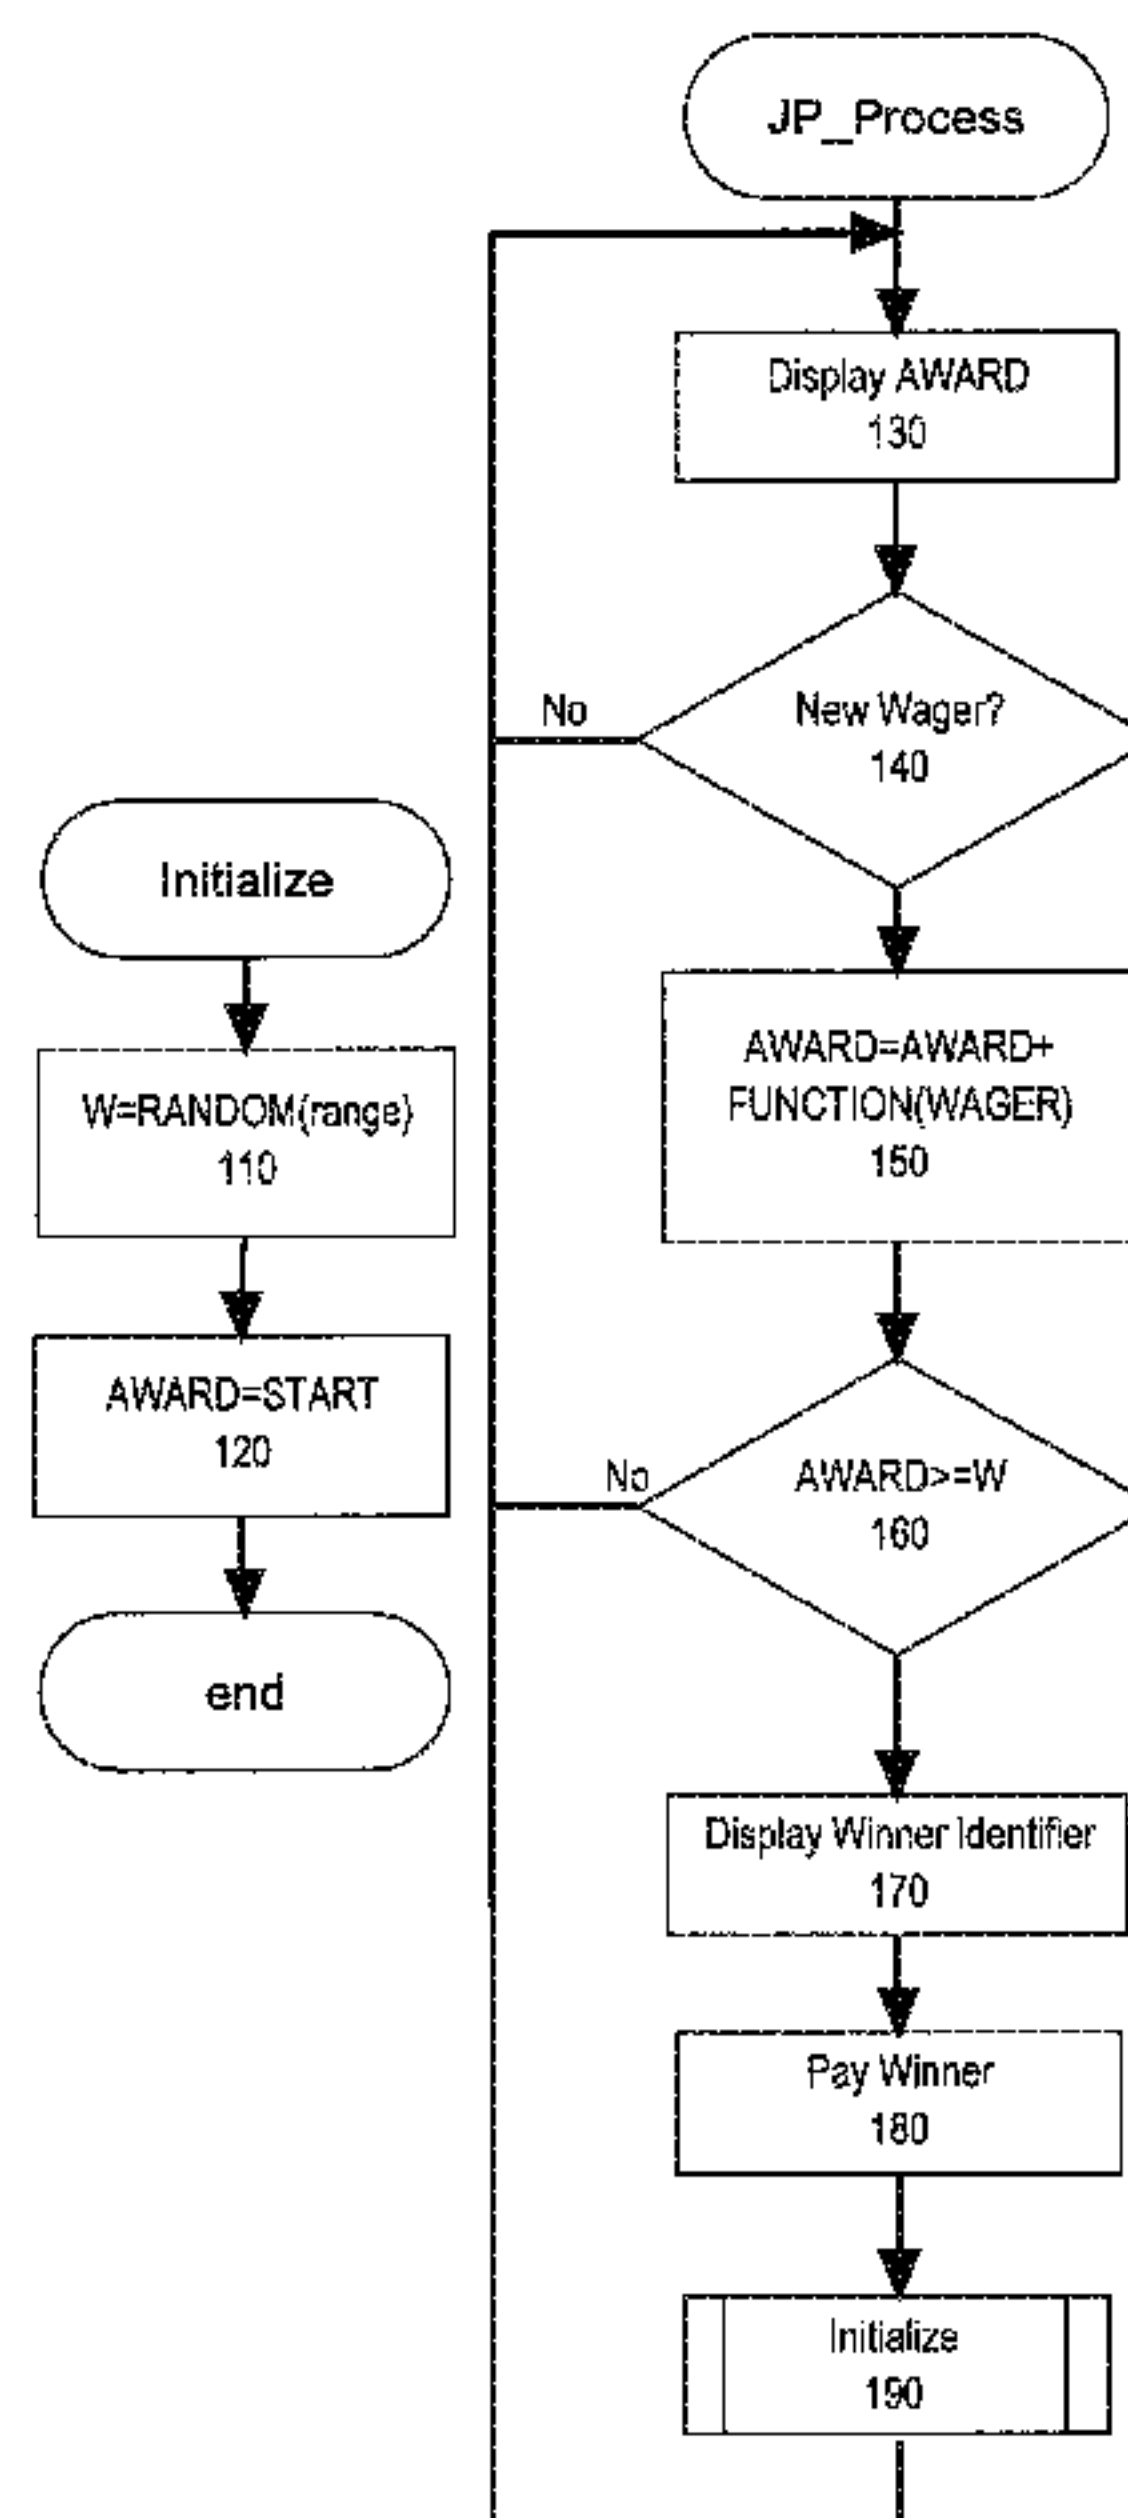 JP_Process
Display AWARD
130
No
New Wager?
140
Initialize
W=RANDOM(range)
110
AWARD=START
120
end
AWARD=AWARD+
FUNCTION(WAGER)
150
No
AWARD>=W
160
Display Winner Identifier
170
Pay Winner
180
Initialize
190